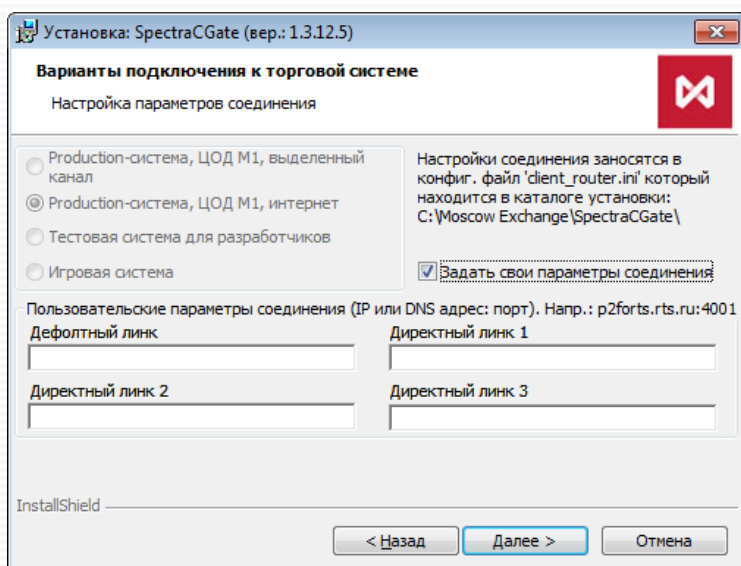 Установка: SpectraCGate (вер.: 1.3.12.5)
Варианты подключения к торговой системе
Настройка параметров соединения
Production-система, ЦОД М1, выделенный
канал
Production-система, ЦОД М1, интернет
Тестовая система для разработчиков
Игровая система
Настройки соединения заносятся в
конфиг. файл 'client_router.ini' который
находится в каталоге установки:
C:\Moscow Exchange\SpectraCGate\
Задать свои параметры соединения
Пользовательские параметры соединения (IP или DNS адрес: порт). Напр.: p2forts.rts.ru:4001
Дефолтный линк
Директный линк 1
Директный линк 2
Директный линк 3
InstallShield
< Назад
Далее >
Отмена